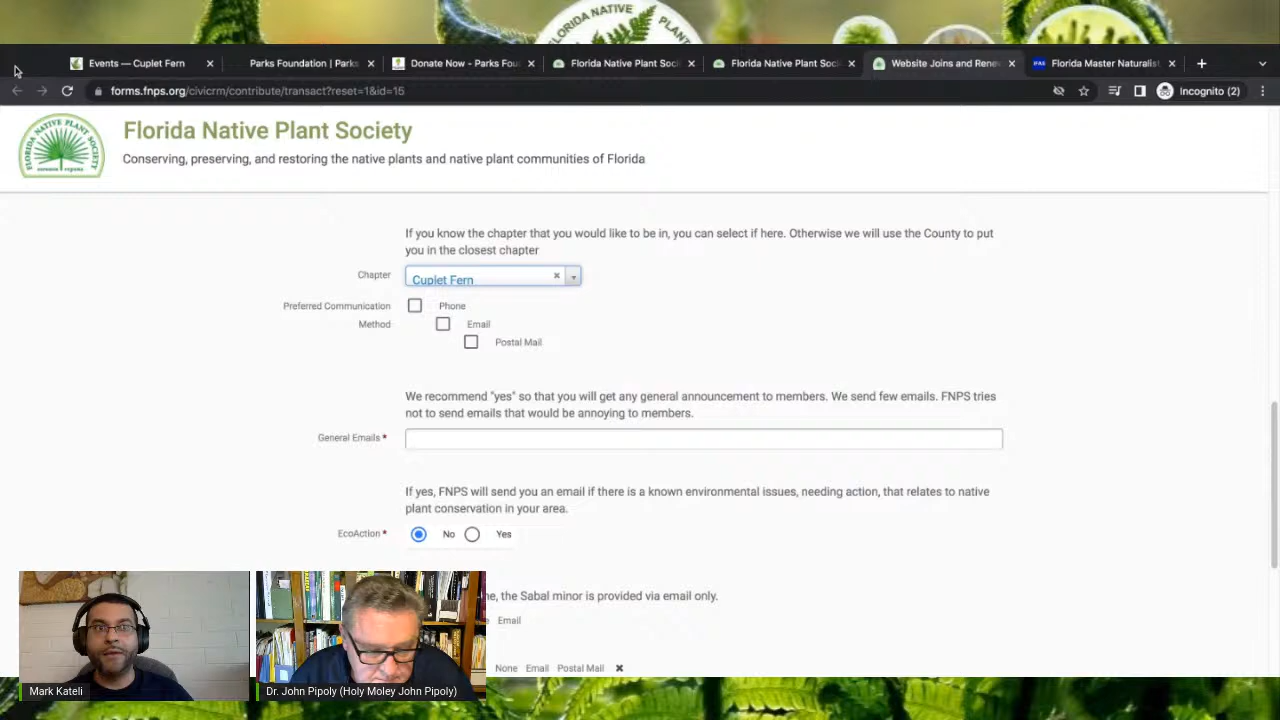 FLORIDA NATIVE PLANT
Events — Cuplet Fern
Parks Foundation | Parks
Donate Now - Parks Fou
Florida Native Plant Soci
Florida Native Plant Soci
Website Joins and Rene
IFAS
Florida Master Naturalist
forms.fnps.org/civicrm/contribute/transact?reset=1&id=15
Incognito (2)
FLORIDA NATIVE PLANT SOCIETY
Florida Native Plant Society
Conserving, preserving, and restoring the native plants and native plant communities of Florida
If you know the chapter that you would like to be in, you can select if here. Otherwise we will use the County to put
you in the closest chapter
Chapter
Cuplet Fern
Preferred Communication
Method
Phone
Email
Postal Mail
We recommend "yes" so that you will get any general announcement to members. We send few emails. FNPS tries
not to send emails that would be annoying to members.
General Emails *
If yes, FNPS will send you an email if there is a known environmental issues, needing action, that relates to native
plant conservation in your area.
EcoAction *
No
Yes
the Sabal minor is provided via email only.
Email
None Email Postal Mail
Mark Kateli
Dr. John Pipoly (Holy Moley John Pipoly)